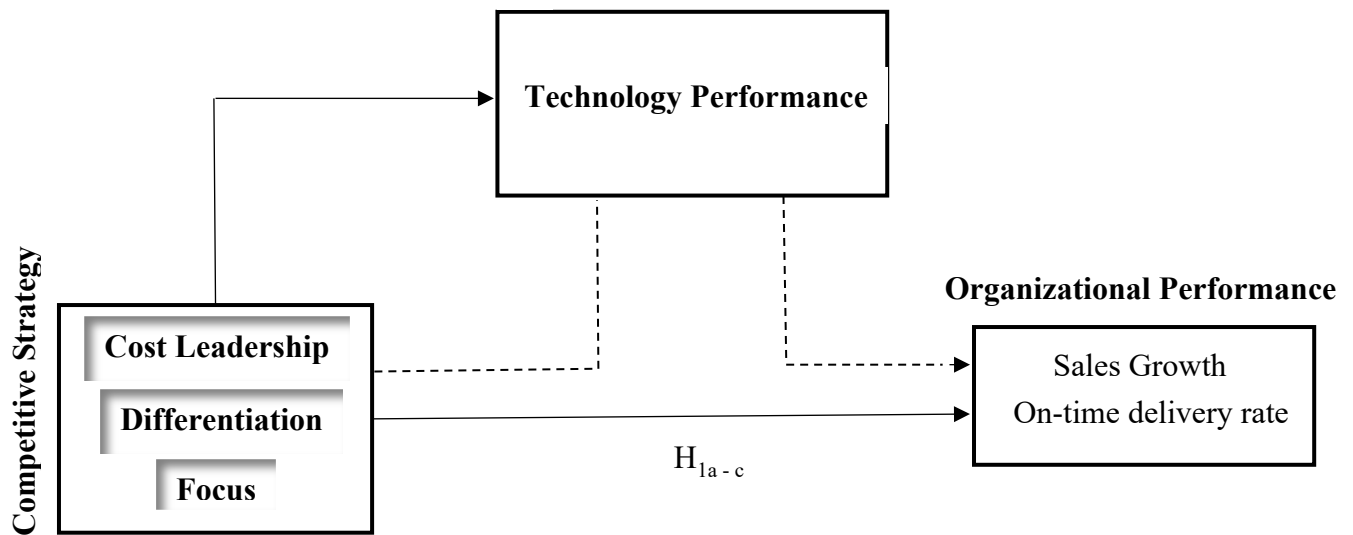 Technology Performance
Competitive Strategy
Cost Leadership
Differentiation
Focus
Organizational Performance
Sales Growth
On-time delivery rate
H1a - c